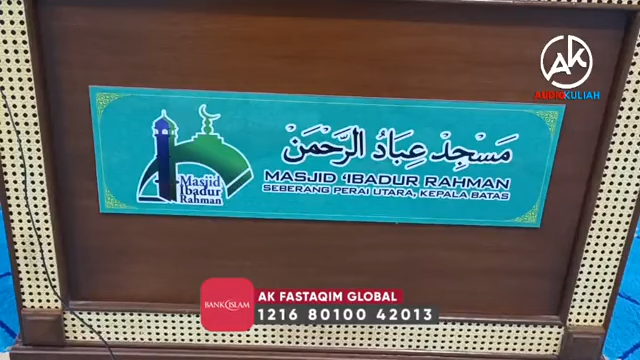 AK
AUDIOKULIAH
مَسْجِدْ عِبَادُ الرَّحْمَنْ
MASJID 'IBADUR RAHMAN
SEBERANG PERAI UTARA, KEPALA BATAS
Masjid
Ibadur
Rahman
BANK ISLAM
AK FASTAQIM GLOBAL
1216 80100 42013